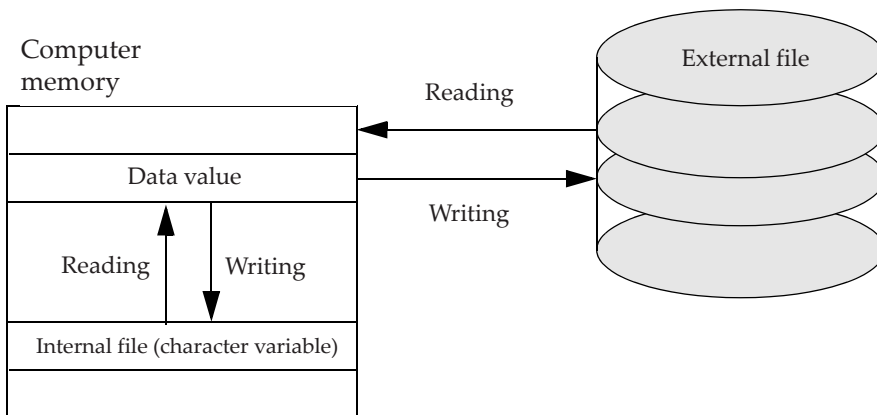 Computer
memory
External file
Reading
Data value
Writing
Reading
Writing
Internal file (character variable)